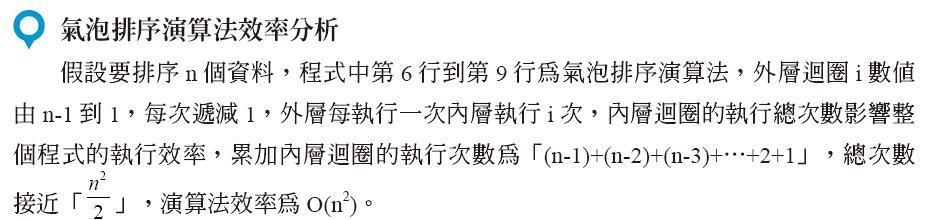 氣泡排序演算法效率分析
假設要排序 n 個資料，程式中第 6 行到第 9 行為氣泡排序演算法，外層迴圈 i 數值
由 n-1 到 1，每次遞減 1，外層每執行一次內層執行 i 次，內層迴圈的執行總次數影響整
個程式的執行效率，累加內層迴圈的執行次數為「(n-1)+(n-2)+(n-3)+⋯+2+1」，總次數
接近「n²/2」，演算法效率為 O(n²)。